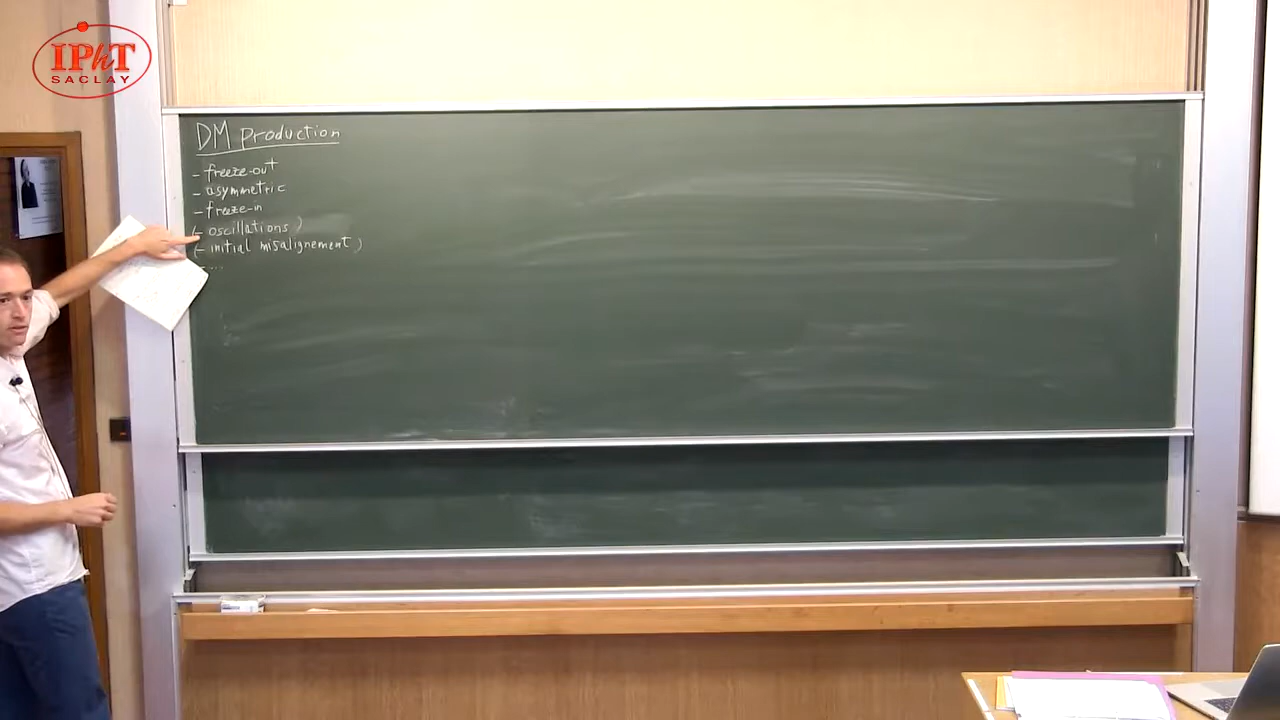 IPhT
SACLAY
DM production
- freeze-out
- asymmetric
- freeze-in
(- oscillations)
(- initial misalignement)
- ....